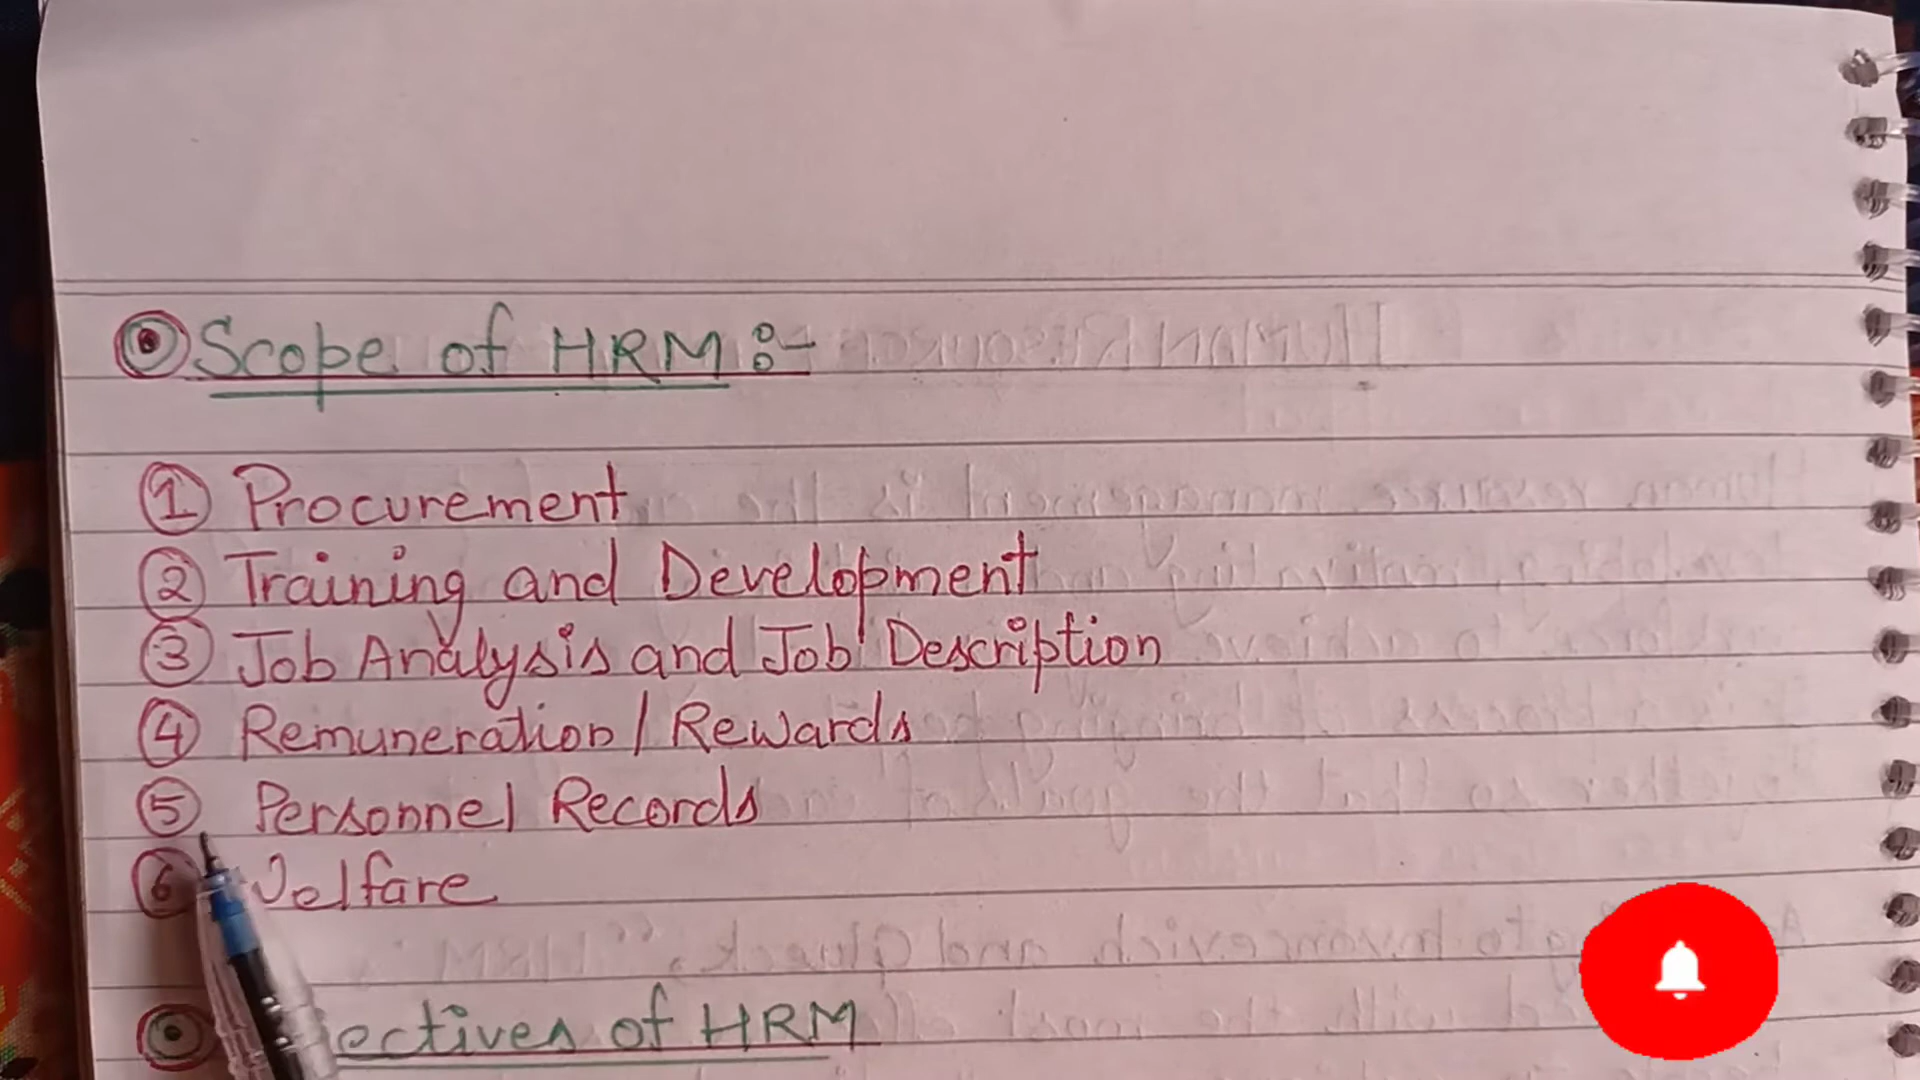 Scope of HRM :-
① Procurement
② Training and Development
③ Job Analysis and Job Description
④ Remuneration / Rewards
⑤ Personnel Records
⑥ Welfare
ectives of HRM